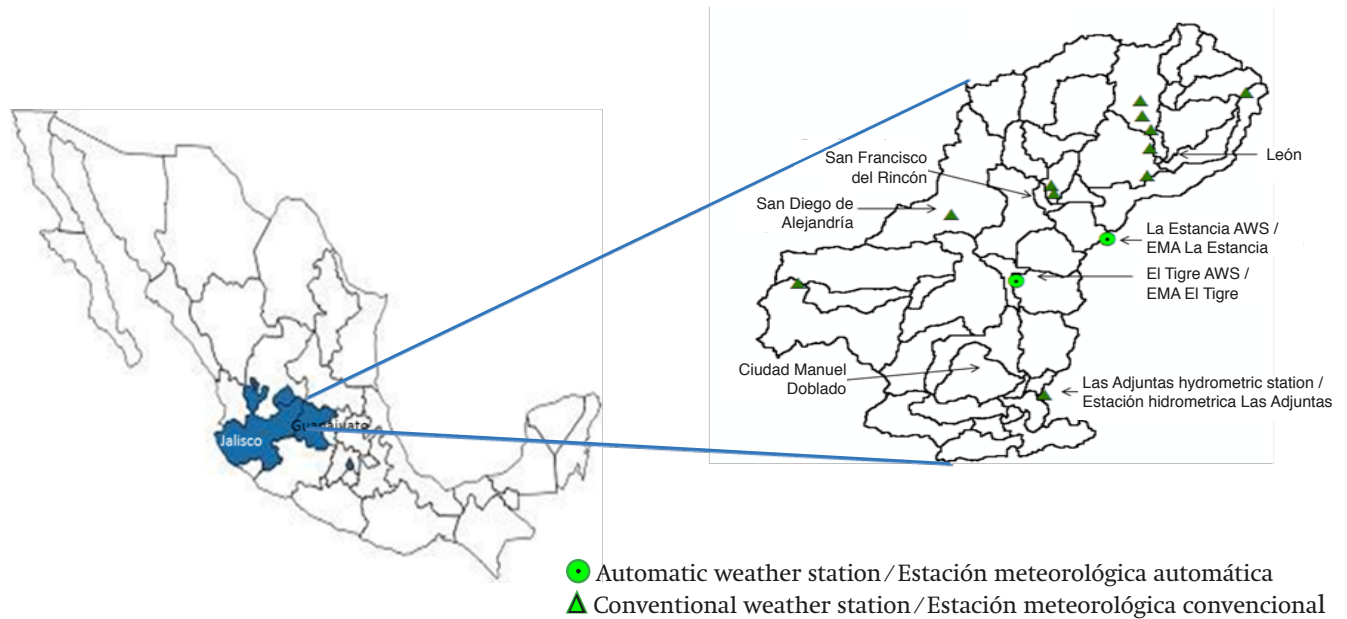 Jalisco
Guanajuato
San Francisco
del Rincón
San Diego de
Alejandría
León
La Estancia AWS /
EMA La Estancia
El Tigre AWS /
EMA El Tigre
Ciudad Manuel
Doblado
Las Adjuntas hydrometric station /
Estación hidrometrica Las Adjuntas
Automatic weather station / Estación meteorológica automática
Conventional weather station / Estación meteorológica convencional